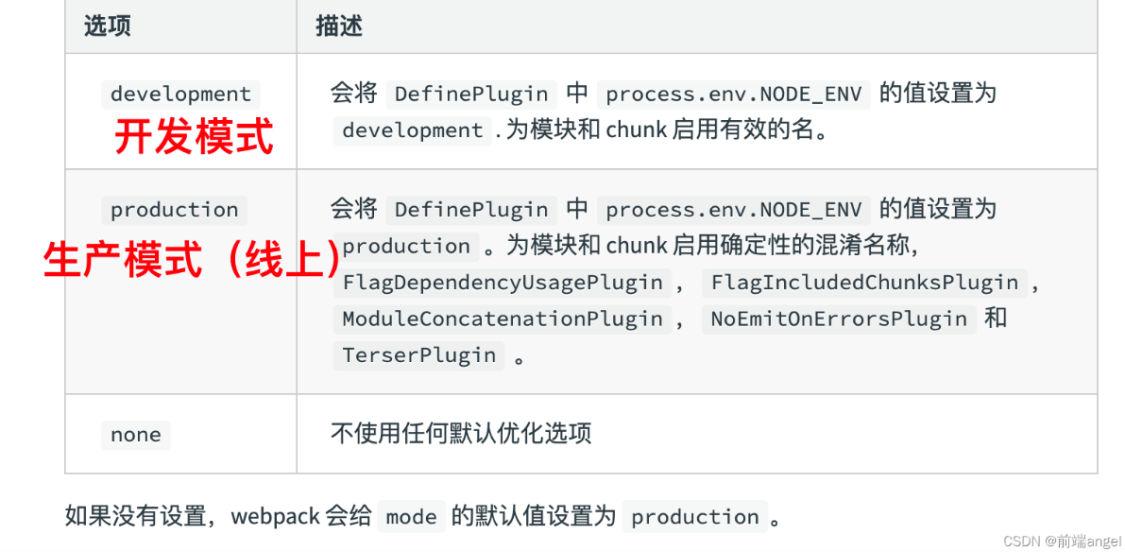 选项 描述
development 会将 DefinePlugin 中 process.env.NODE_ENV 的值设置为
开发模式 development . 为模块和 chunk 启用有效的名。
production 会将 DefinePlugin 中 process.env.NODE_ENV 的值设置为
生产模式（线上） production 。为模块和 chunk 启用确定性的混淆名称，
FlagDependencyUsagePlugin ， FlagIncludedChunksPlugin ，
ModuleConcatenationPlugin ， NoEmitOnErrorsPlugin 和
TerserPlugin 。
none 不使用任何默认优化选项
如果没有设置，webpack 会给 mode 的默认值设置为 production 。
CSDN @前端angel